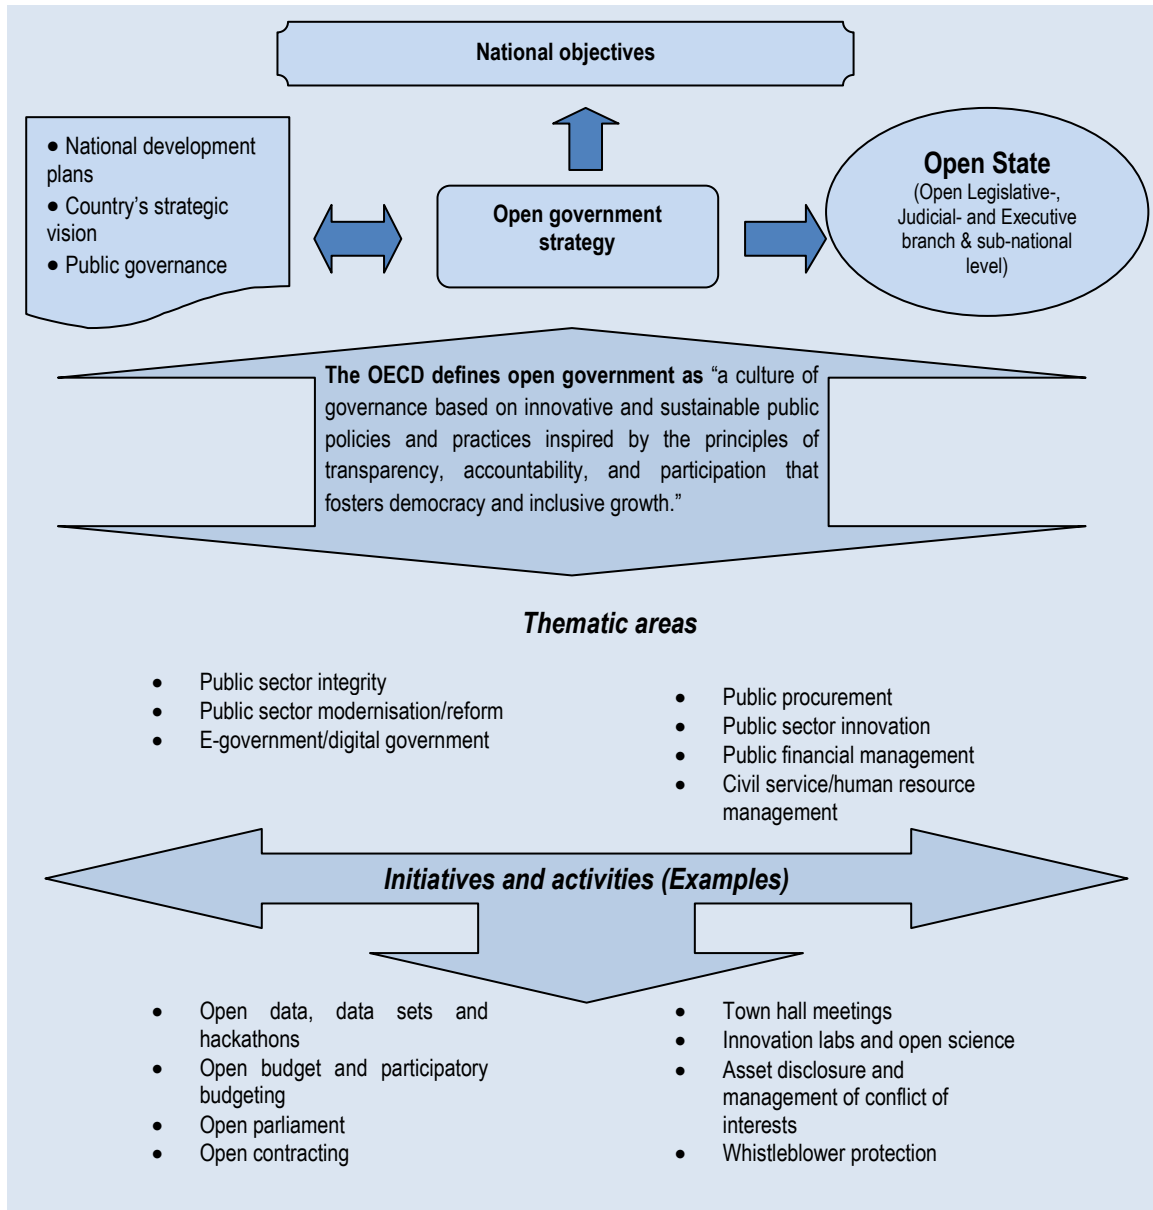 National objectives
• National development
plans
• Country’s strategic
vision
• Public governance
Open government
strategy
Open State
(Open Legislative-,
Judicial- and Executive
branch & sub-national
level)
The OECD defines open government as “a culture of
governance based on innovative and sustainable public
policies and practices inspired by the principles of
transparency, accountability, and participation that
fosters democracy and inclusive growth.”
Thematic areas
• Public sector integrity
• Public sector modernisation/reform
• E-government/digital government
• Public procurement
• Public sector innovation
• Public financial management
• Civil service/human resource
management
Initiatives and activities (Examples)
• Open data, data sets and
hackathons
• Open budget and participatory
budgeting
• Open parliament
• Open contracting
• Town hall meetings
• Innovation labs and open science
• Asset disclosure and
management of conflict of
interests
• Whistleblower protection